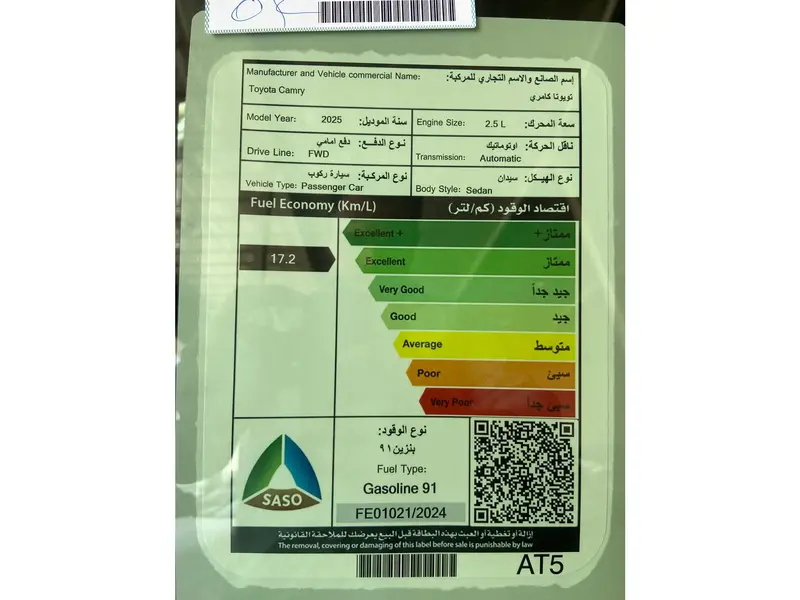 Manufacturer and Vehicle commercial Name: إسم الصانع والاسم التجاري للمركبة:
Toyota Camry تويوتا كامري
Model Year: 2025 سنة الموديل: Engine Size: 2.5 L سعة المحرك:
Drive Line: FWD دفع امامي نوع الدفـــع: Transmission: Automatic اوتوماتيك ناقل الحركة:
Vehicle Type: Passenger Car سيارة ركوب نوع المركبة: Body Style: Sedan سيدان نوع الهيكل:
Fuel Economy (Km/L) اقتصاد الوقود (كم/لتر)
Excellent + ممتاز+
17.2 Excellent ممتاز
Very Good جيد جداً
Good جيد
Average متوسط
Poor سيئ
Very Poor سيئ جداً
نوع الوقود:
بنزين٩١
Fuel Type:
Gasoline 91
SASO
FE01021/2024
إزالة أو تغطية أو العبث بهذه البطاقة قبل البيع يعرضك للملاحقة القانونية
The removal, covering or damaging of this label before sale is punishable by law
AT5